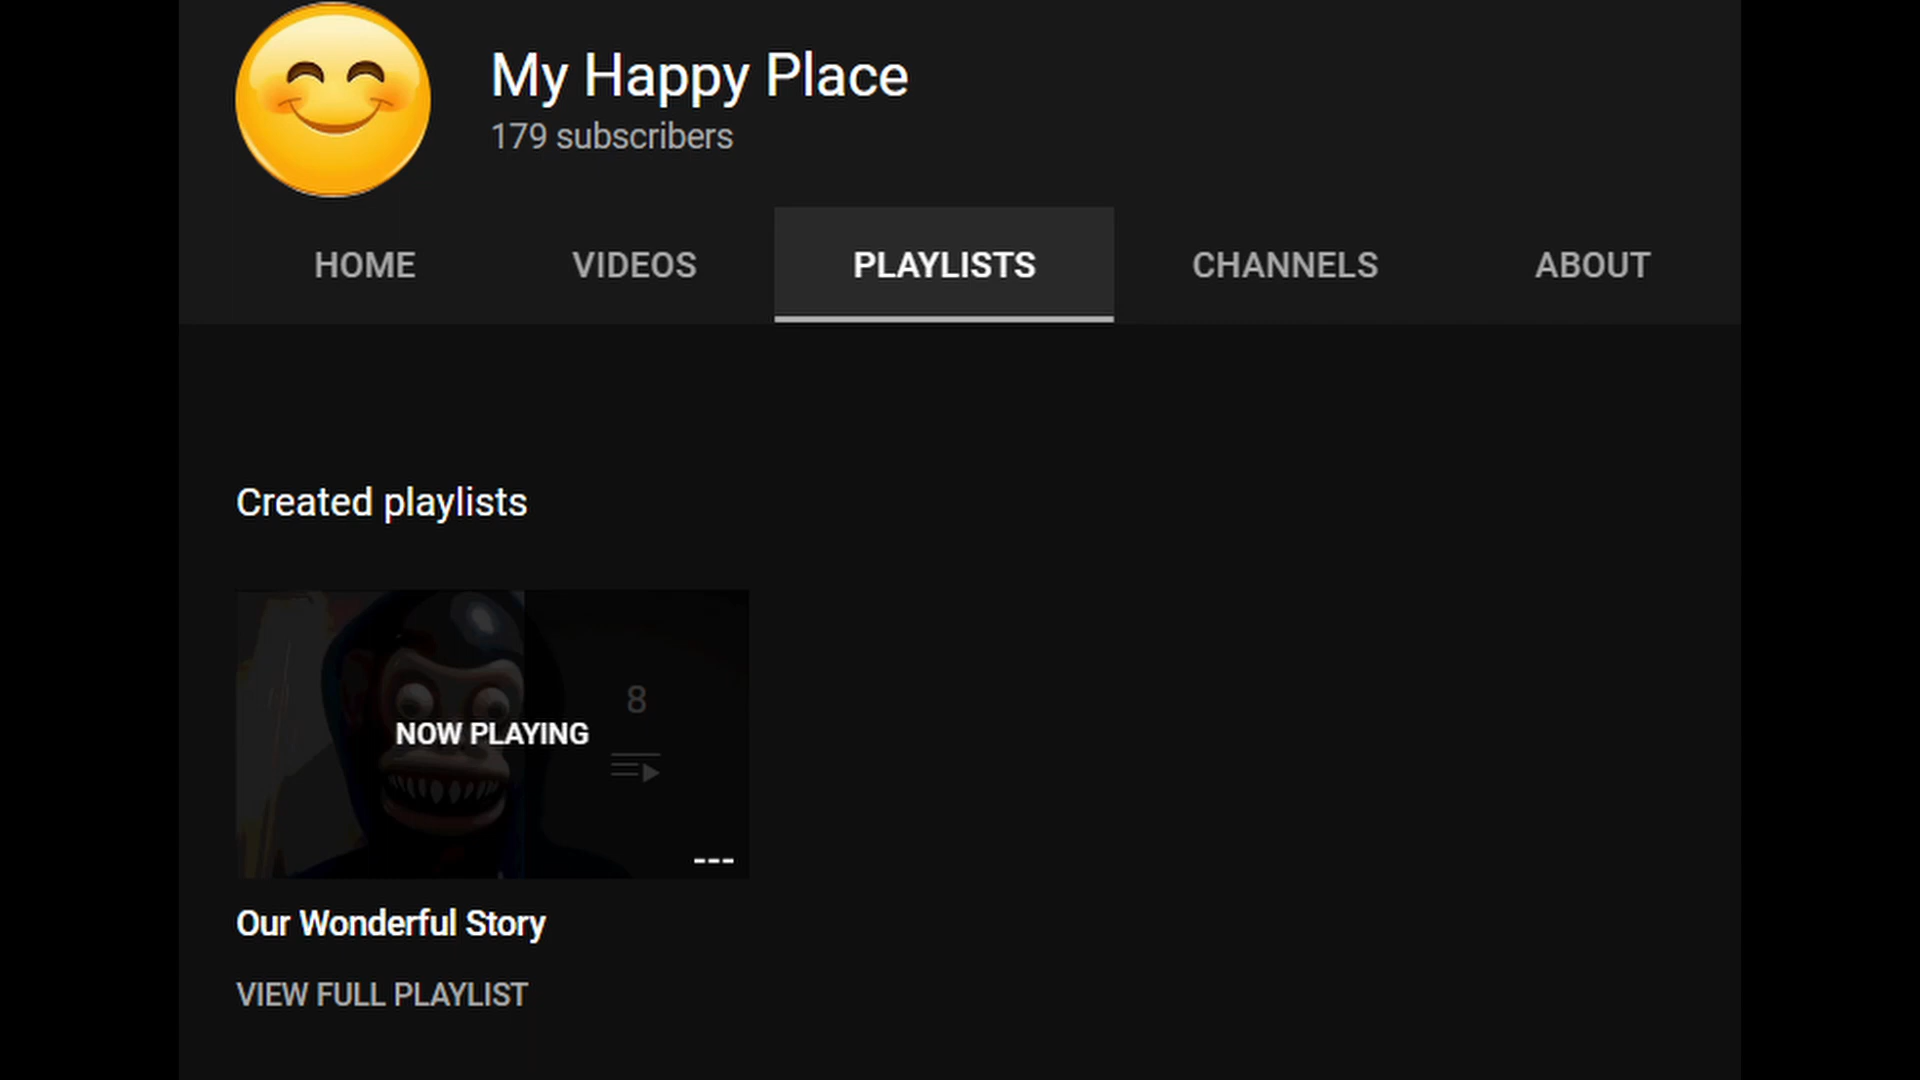 My Happy Place
179 subscribers
HOME VIDEOS PLAYLISTS CHANNELS ABOUT
Created playlists
8
NOW PLAYING
---
Our Wonderful Story
VIEW FULL PLAYLIST